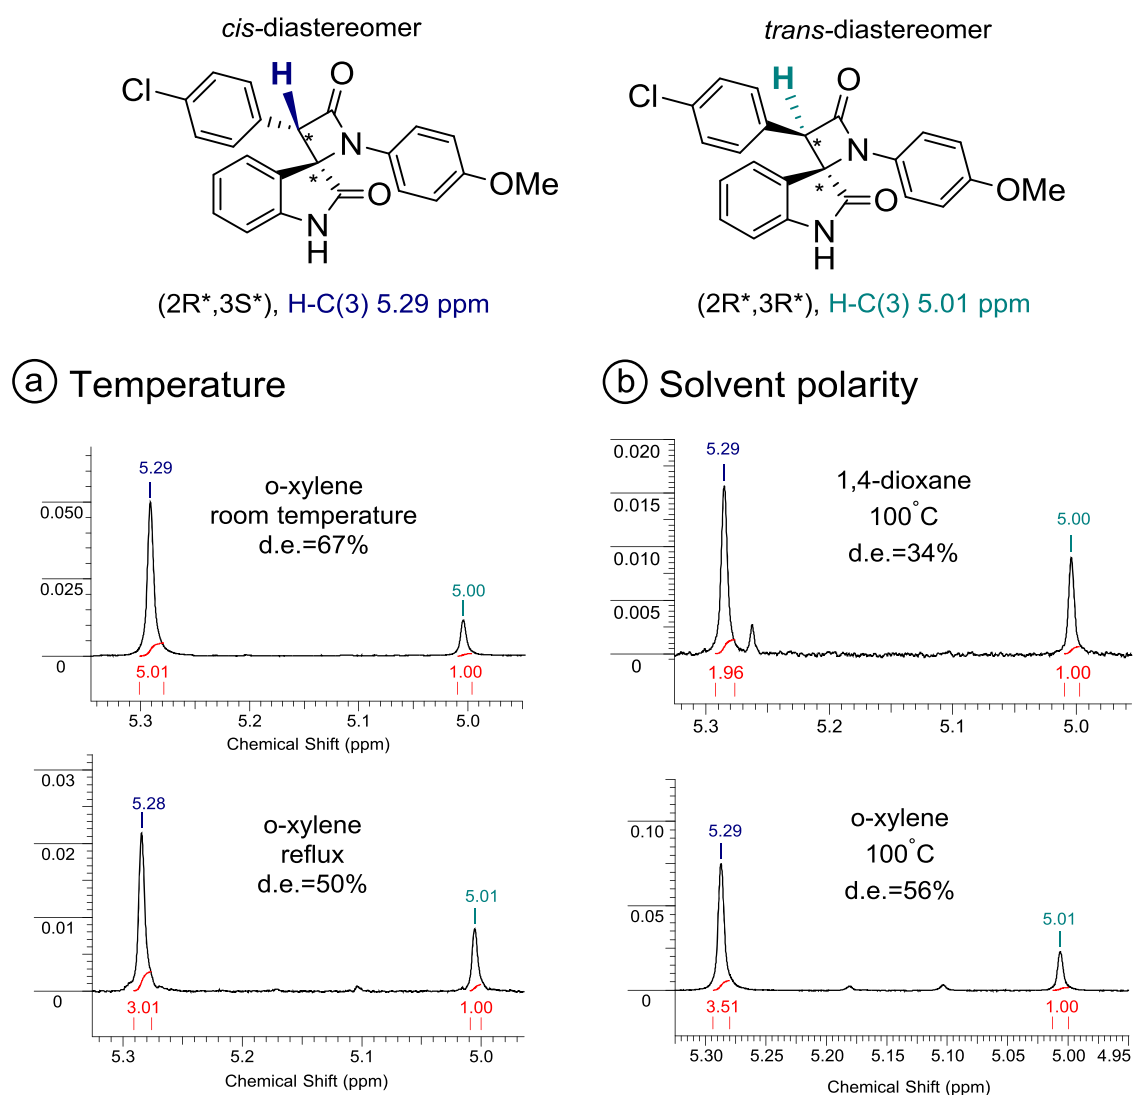 cis-diastereomer
trans-diastereomer
Cl
H
O
N
*
*
O
N
H
OMe
Cl
H
O
N
*
*
O
N
H
OMe
(2R*,3S*), H-C(3) 5.29 ppm
(2R*,3R*), H-C(3) 5.01 ppm
a Temperature
b Solvent polarity
5.29
o-xylene
room temperature
d.e.=67%
5.00
0.050
0.025
0
5.01
1.00
5.3
5.2
5.1
5.0
Chemical Shift (ppm)
5.29
1,4-dioxane
100°C
d.e.=34%
5.00
0.020
0.015
0.010
0.005
0
1.96
1.00
5.3
5.2
5.1
5.0
5.28
o-xylene
reflux
d.e.=50%
5.01
0.03
0.02
0.01
0
3.01
1.00
5.3
5.2
5.1
5.0
Chemical Shift (ppm)
5.29
o-xylene
100°C
d.e.=56%
5.01
0.10
0.05
0
3.51
1.00
5.30
5.25
5.20
5.15
5.10
5.05
5.00
4.95
Chemical Shift (ppm)